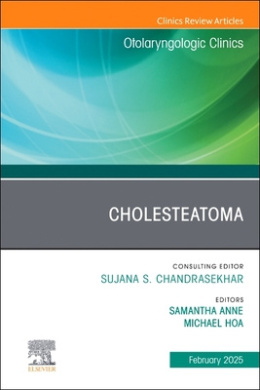 Clinics Review Articles
Otolaryngologic Clinics
CHOLESTEATOMA
CONSULTING EDITOR
SUJANA S. CHANDRASEKHAR
EDITORS
SAMANTHA ANNE
MICHAEL HOA
ELSEVIER
February 2025